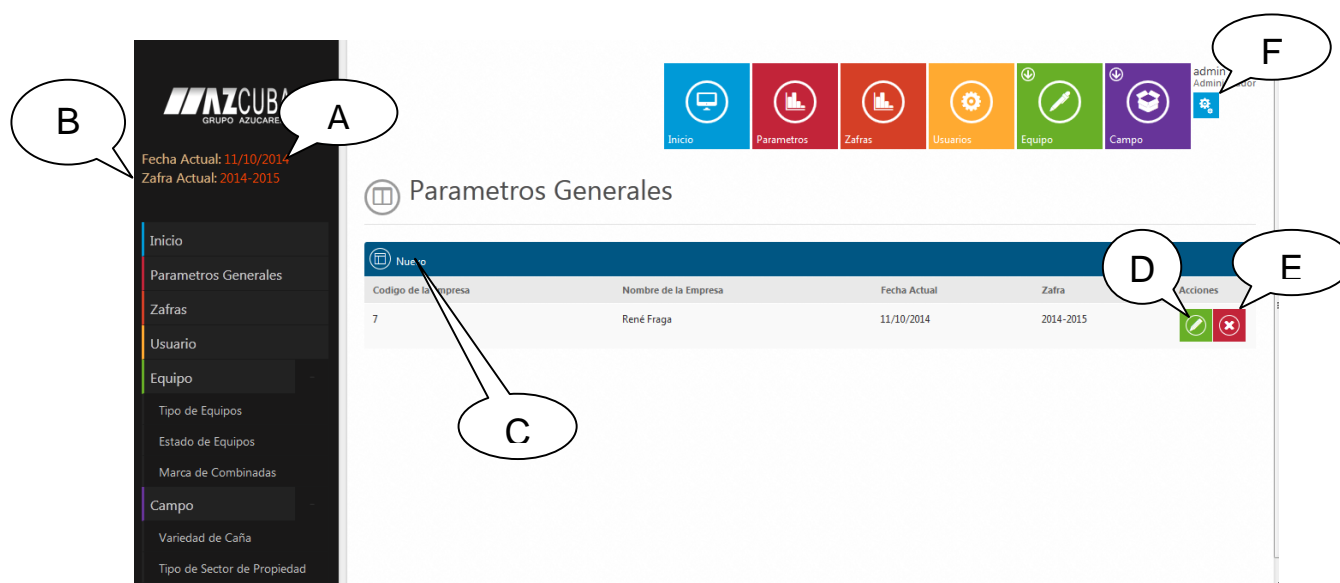 F
admin
B
AZCUBA
A
GRUPO AZUCARE
Inicio
Parametros
Zafras
Usuarios
Equipo
Campo
Fecha Actual: 11/10/2014
Zafra Actual: 2014-2015
Parametros Generales
Inicio
Parametros Generales
Zafras
Usuario
Equipo
Tipo de Equipos
Estado de Equipos
Marca de Combinadas
Campo
Variedad de Caña
Tipo de Sector de Propiedad
Nuevo
D
E
Codigo de la Empresa
Nombre de la Empresa
Fecha Actual
Zafra
Acciones
7
René Fraga
11/10/2014
2014-2015
C